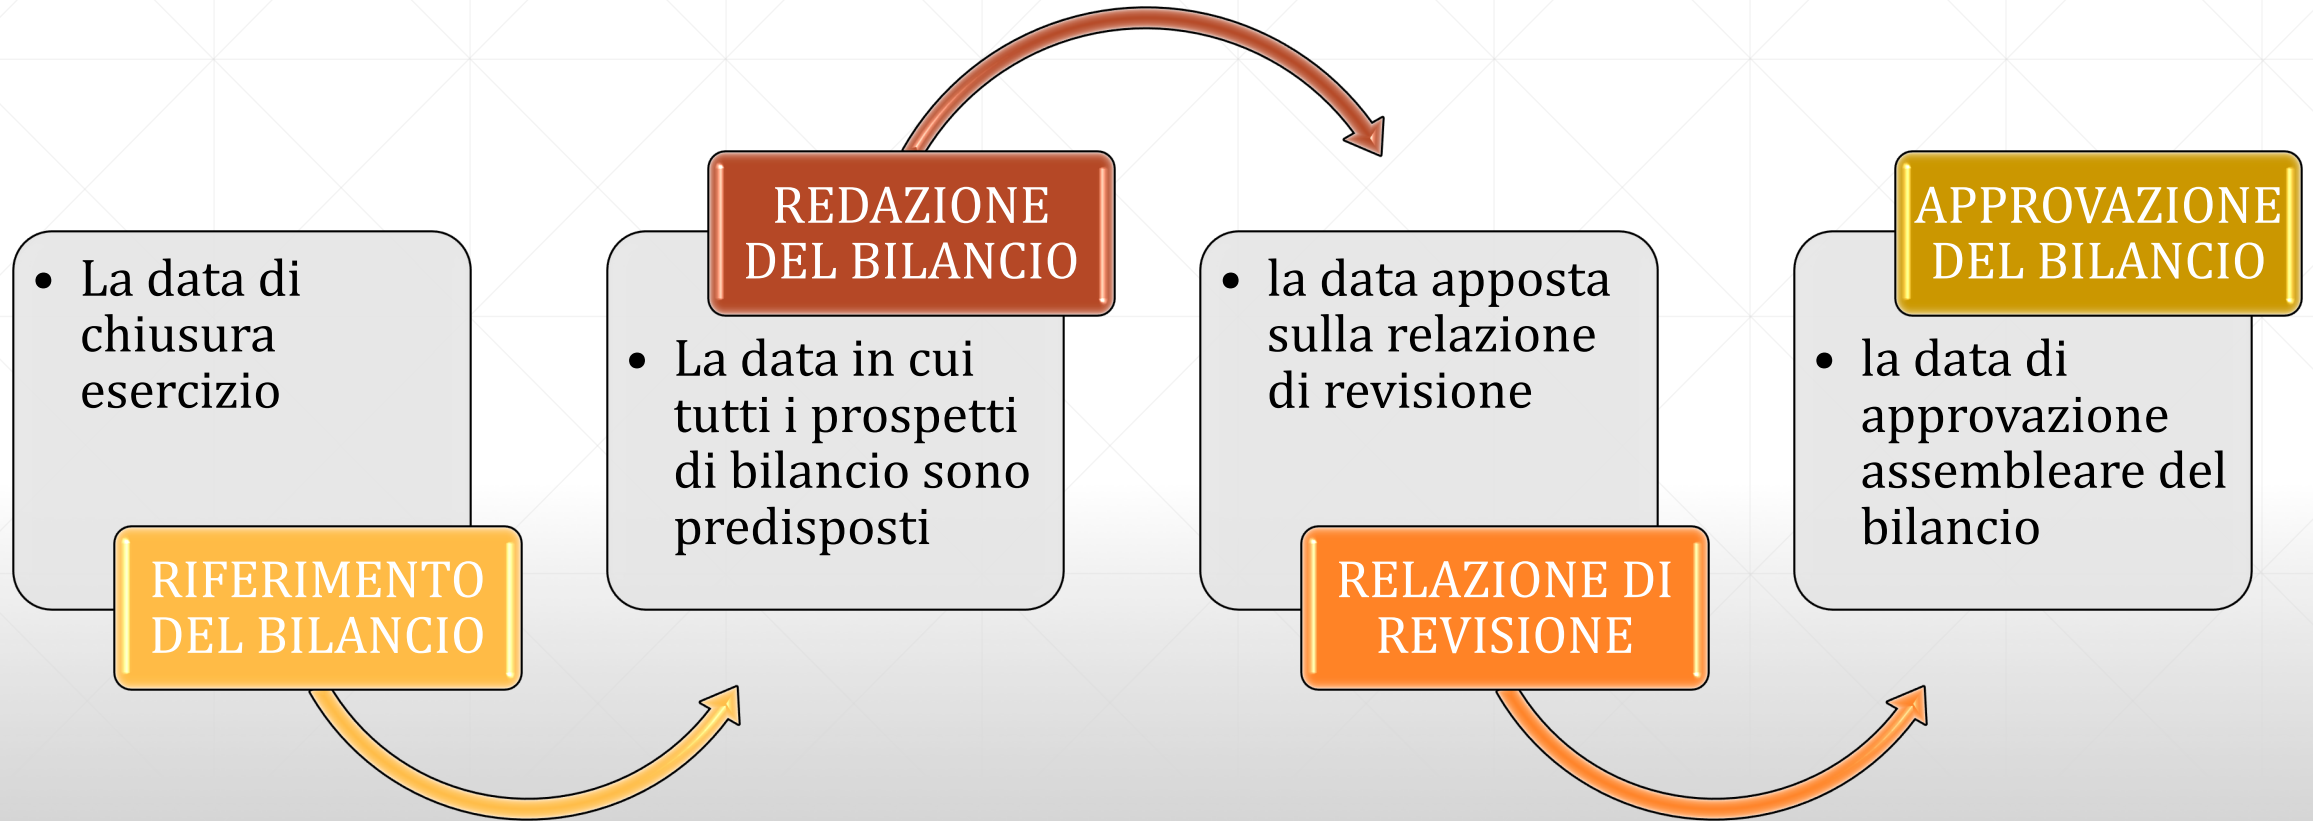 • La data di
chiusura
esercizio
RIFERIMENTO
DEL BILANCIO
REDAZIONE
DEL BILANCIO
• La data in cui
tutti i prospetti
di bilancio sono
predisposti
• la data apposta
sulla relazione
di revisione
RELAZIONE DI
REVISIONE
APPROVAZIONE
DEL BILANCIO
• la data di
approvazione
assembleare del
bilancio